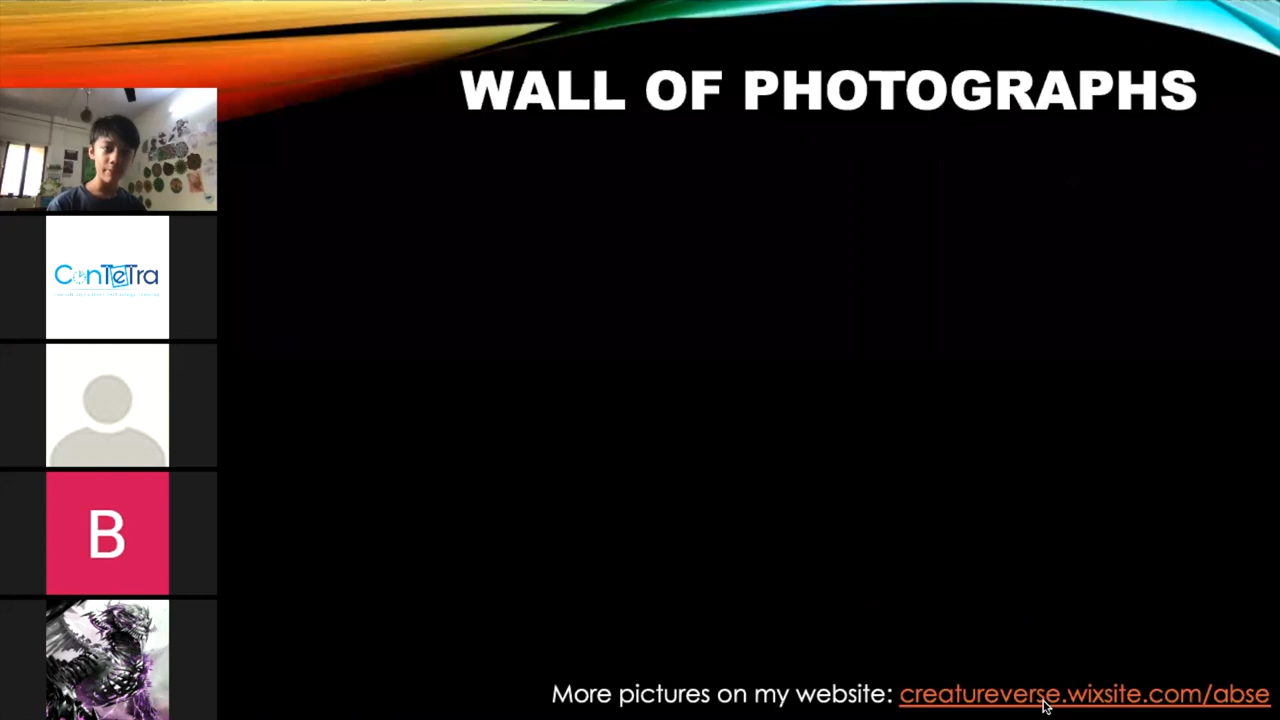 WALL OF PHOTOGRAPHS
ConTeTra
B
More pictures on my website: creatureverse.wixsite.com/abse